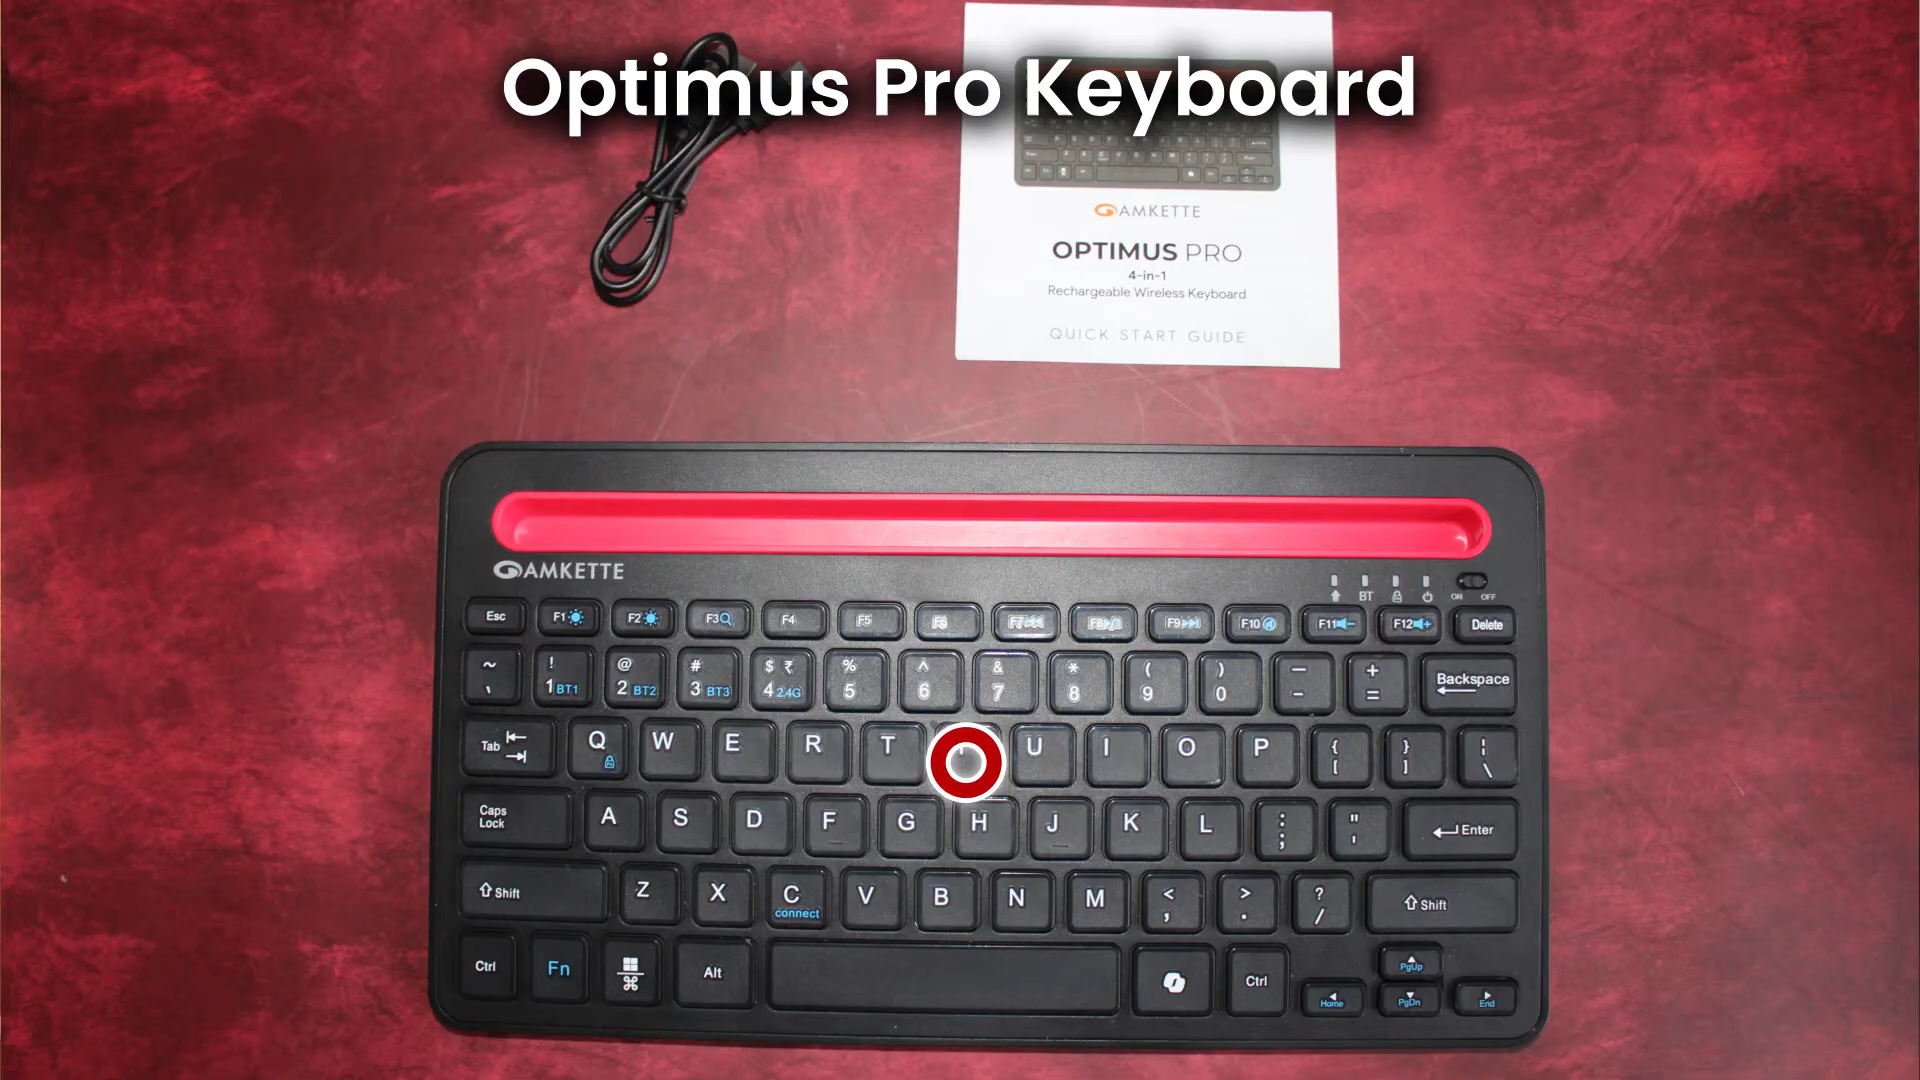 Optimus Pro Keyboard
AMKETTE
OPTIMUS PRO
4-in-1
Rechargeable Wireless Keyboard
QUICK START GUIDE
AMKETTE
BT ON OFF
Esc F1 F2 F3 F4 F5 F6 F7 F8 F9 F10 F11 F12 Delete
~ ! @ # $ ₹ % ^ & * ( ) — +
1 BT1 2 BT2 3 BT3 4 2.4G 5 6 7 8 9 0 - = Backspace
Tab Q W E R T U I O P { [ } ] ¦ \
Caps Lock A S D F G H J K L : ; " ' Enter
Shift Z X C V B N M < , > . ? / Shift
connect
Ctrl Fn ⌘ Alt Ctrl PgUp
Home PgDn End